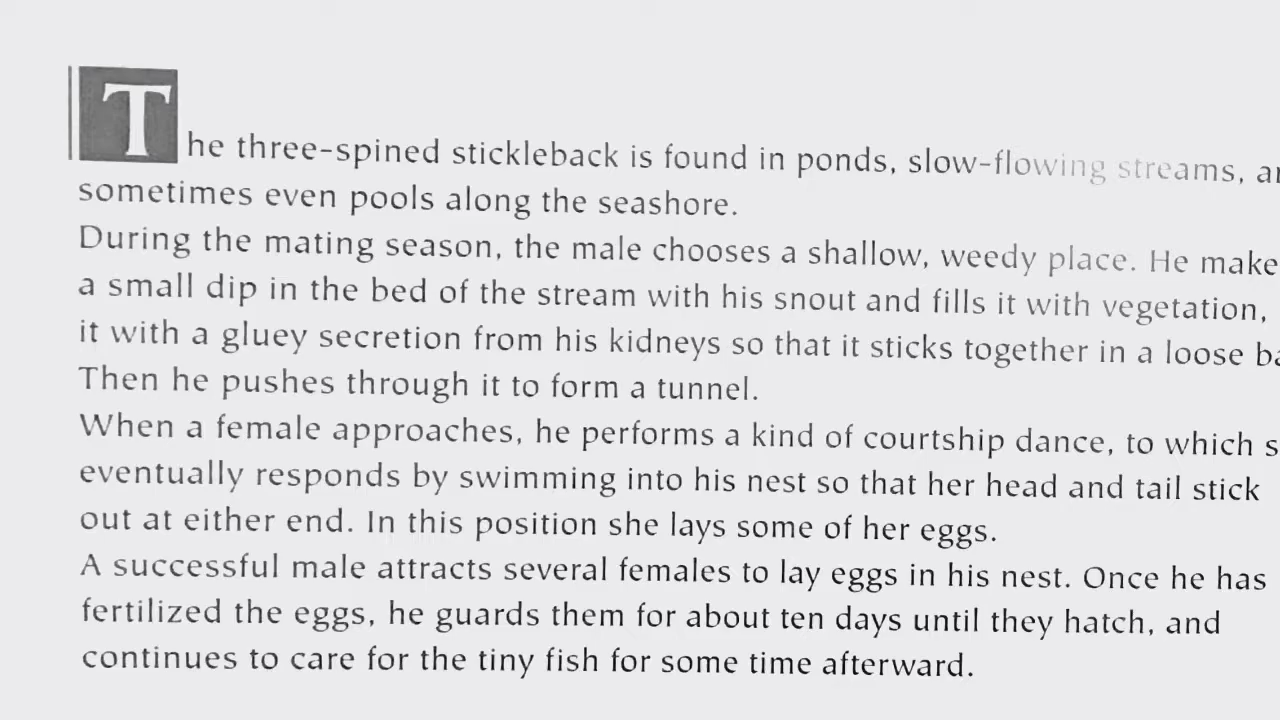 The three-spined stickleback is found in ponds, slow-flowing streams,
sometimes even pools along the seashore.
During the mating season, the male chooses a shallow, weedy place. He
a small dip in the bed of the stream with his snout and fills it with vegetation,
it with a gluey secretion from his kidneys so that it sticks together in a loose
Then he pushes through it to form a tunnel.
When a female approaches, he performs a kind of courtship dance, to which
eventually responds by swimming into his nest so that her head and tail stick
out at either end. In this position she lays some of her eggs.
A successful male attracts several females to lay eggs in his nest. Once he has
fertilized the eggs, he guards them for about ten days until they hatch, and
continues to care for the tiny fish for some time afterward.